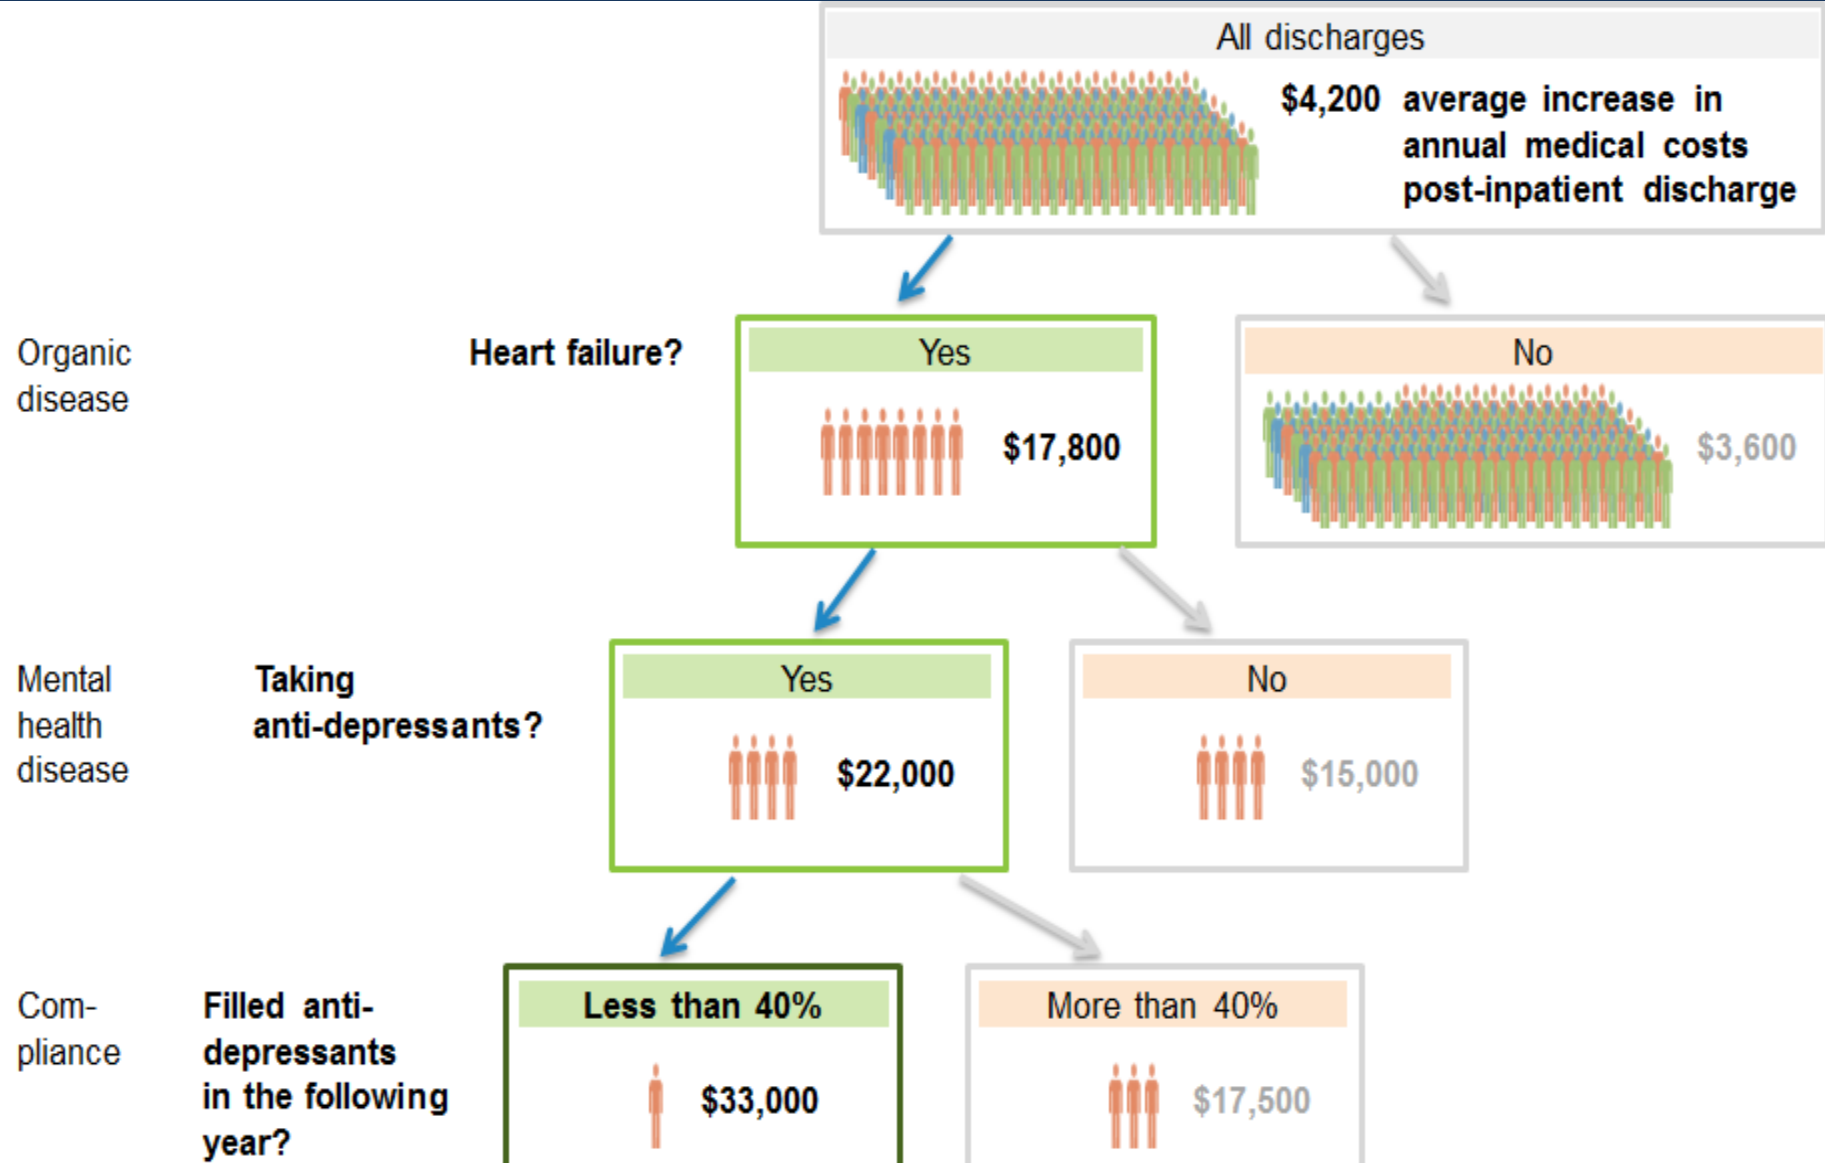 All discharges
$4,200 average increase in
annual medical costs
post-inpatient discharge
Organic
disease
Heart failure?
Yes
$17,800
No
$3,600
Mental
health
disease
Taking
anti-depressants?
Yes
$22,000
No
$15,000
Com-
pliance
Filled anti-
depressants
in the following
year?
Less than 40%
$33,000
More than 40%
$17,500